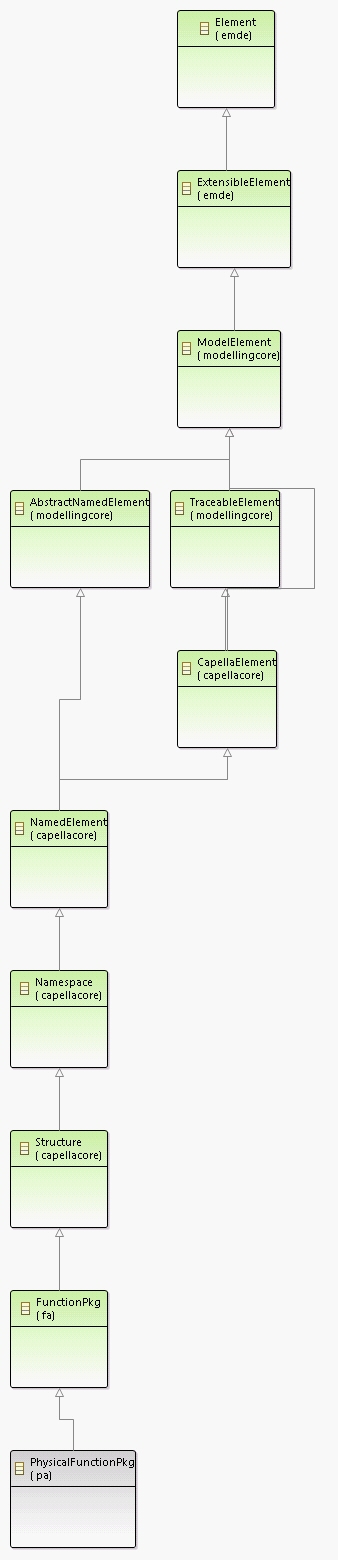 Element
( emde)
ExtensibleElement
( emde)
ModelElement
( modellingcore)
AbstractNamedElement
( modellingcore)
TraceableElement
( modellingcore)
CapellaElement
( capellacore)
NamedElement
( capellacore)
Namespace
( capellacore)
Structure
( capellacore)
FunctionPkg
( fa)
PhysicalFunctionPkg
( pa)